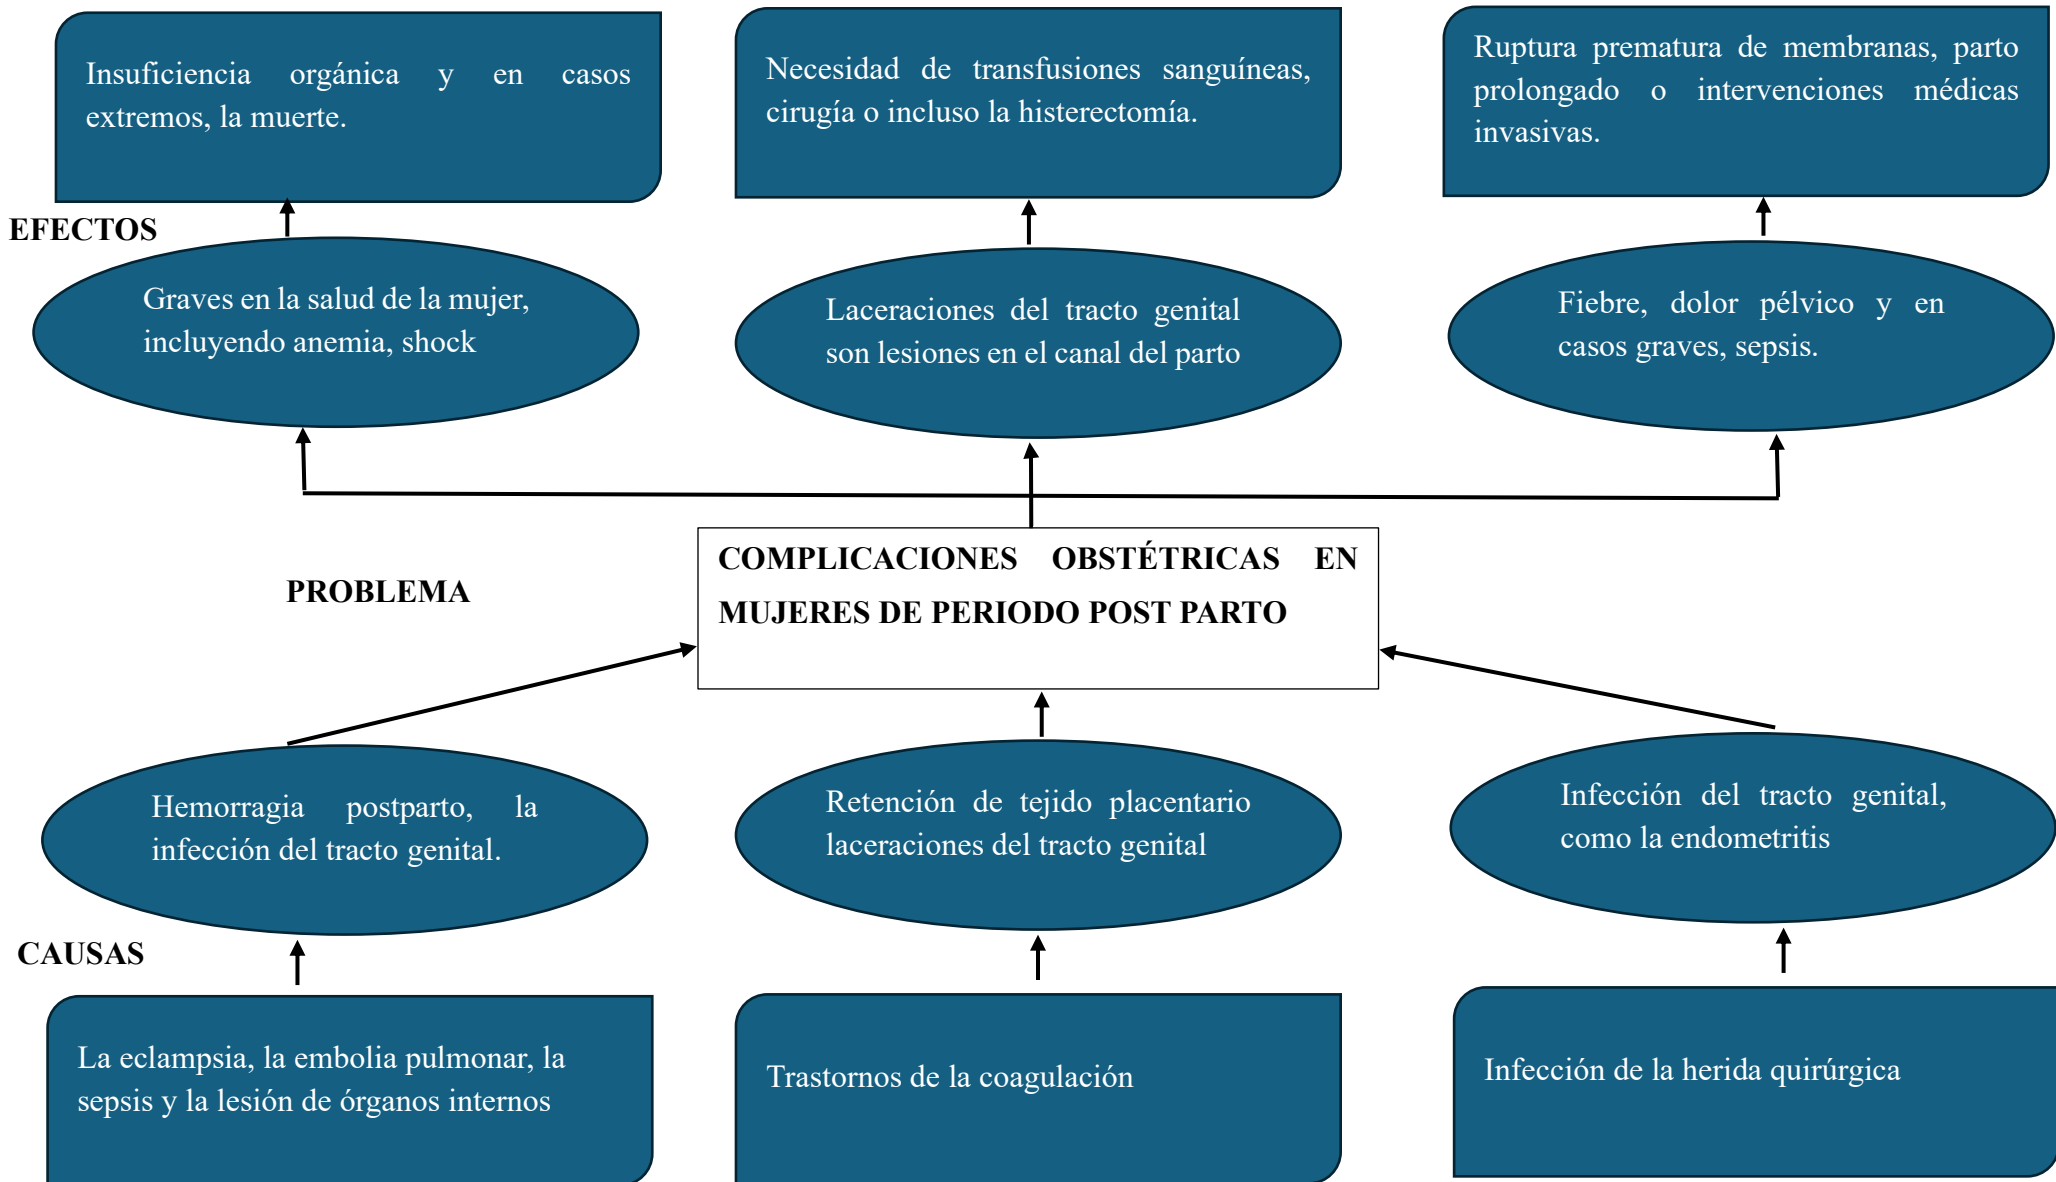 Insuficiencia orgánica y en casos
extremos, la muerte.
Necesidad de transfusiones sanguíneas,
cirugía o incluso la histerectomía.
Ruptura prematura de membranas, parto
prolongado o intervenciones médicas
invasivas.
EFECTOS
Graves en la salud de la mujer,
incluyendo anemia, shock
Laceraciones del tracto genital
son lesiones en el canal del parto
Fiebre, dolor pélvico y en
casos graves, sepsis.
PROBLEMA
COMPLICACIONES OBSTÉTRICAS EN
MUJERES DE PERIODO POST PARTO
Hemorragia postparto, la
infección del tracto genital.
Retención de tejido placentario
laceraciones del tracto genital
Infección del tracto genital,
como la endometritis
CAUSAS
La eclampsia, la embolia pulmonar, la
sepsis y la lesión de órganos internos
Trastornos de la coagulación
Infección de la herida quirúrgica